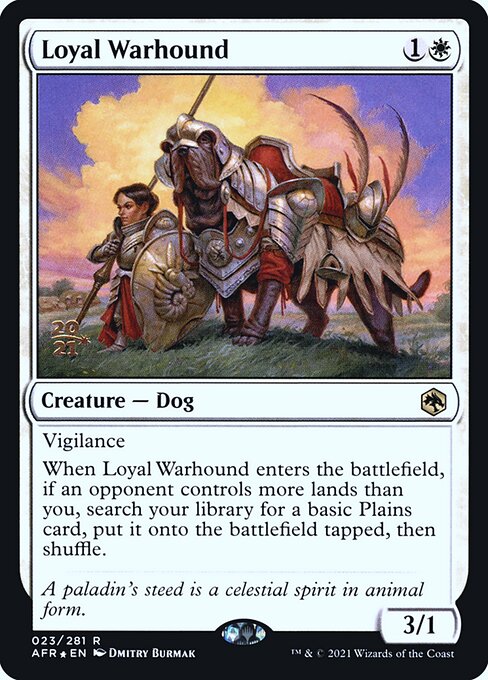 Loyal Warhound 1
20
21
Creature — Dog
Vigilance
When Loyal Warhound enters the battlefield,
if an opponent controls more lands than
you, search your library for a basic Plains
card, put it onto the battlefield tapped, then
shuffle.
A paladin's steed is a celestial spirit in animal
form.
3/1
023/281 R
AFR★EN Dmitry Burmak
™ & © 2021 Wizards of the Coast